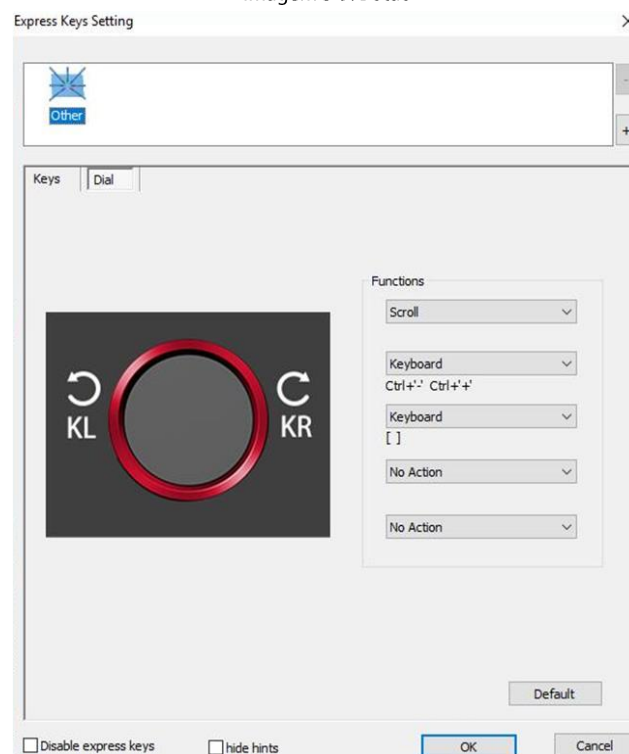 Express Keys Setting
Other
-
+
Keys Dial
Functions
Scroll
Keyboard
Ctrl+'-' Ctrl+'+'
Keyboard
[ ]
No Action
No Action
KL
KR
Default
Disable express keys
hide hints
OK
Cancel